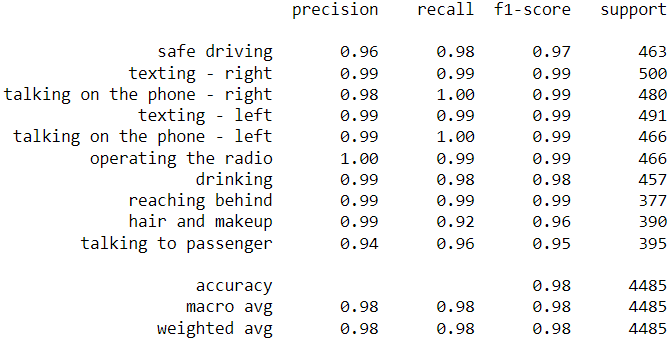 precision recall f1-score support
safe driving 0.96 0.98 0.97 463
texting - right 0.99 0.99 0.99 500
talking on the phone - right 0.98 1.00 0.99 480
texting - left 0.99 0.99 0.99 491
talking on the phone - left 0.99 1.00 0.99 466
operating the radio 1.00 0.99 0.99 466
drinking 0.99 0.98 0.98 457
reaching behind 0.99 0.99 0.99 377
hair and makeup 0.99 0.92 0.96 390
talking to passenger 0.94 0.96 0.95 395
accuracy 0.98 4485
macro avg 0.98 0.98 0.98 4485
weighted avg 0.98 0.98 0.98 4485